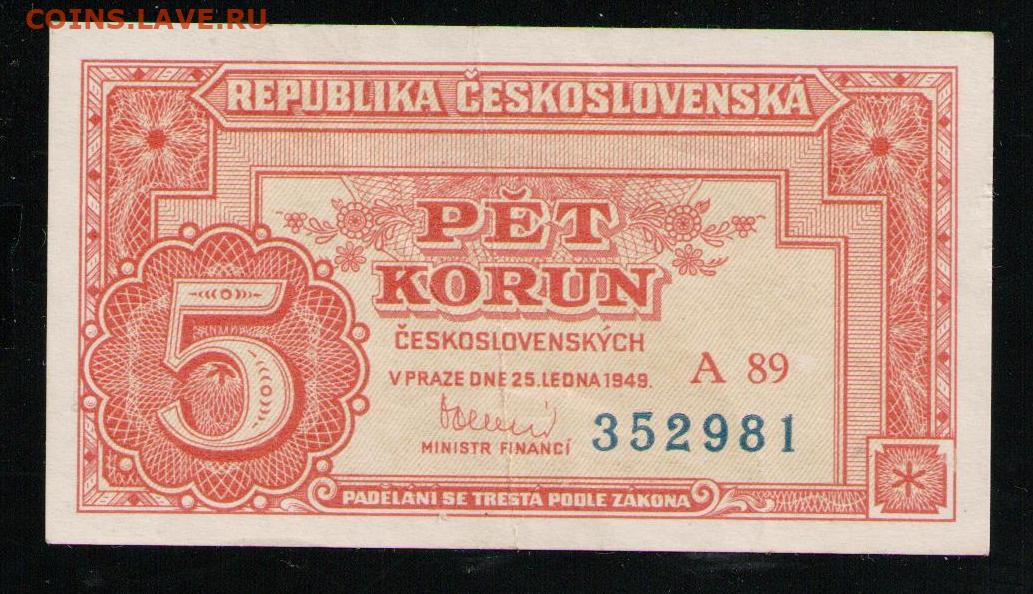 COINS.LAVE.RU
REPUBLIKA ČESKOSLOVENSKÁ
PĚT
KORUN
ČESKOSLOVENSKÝCH
V PRAZE DNE 25. LEDNA 1949.
A 89
5
352981
MINISTR FINANCÍ
PADĚLÁNÍ SE TRESTÁ PODLE ZÁKONA